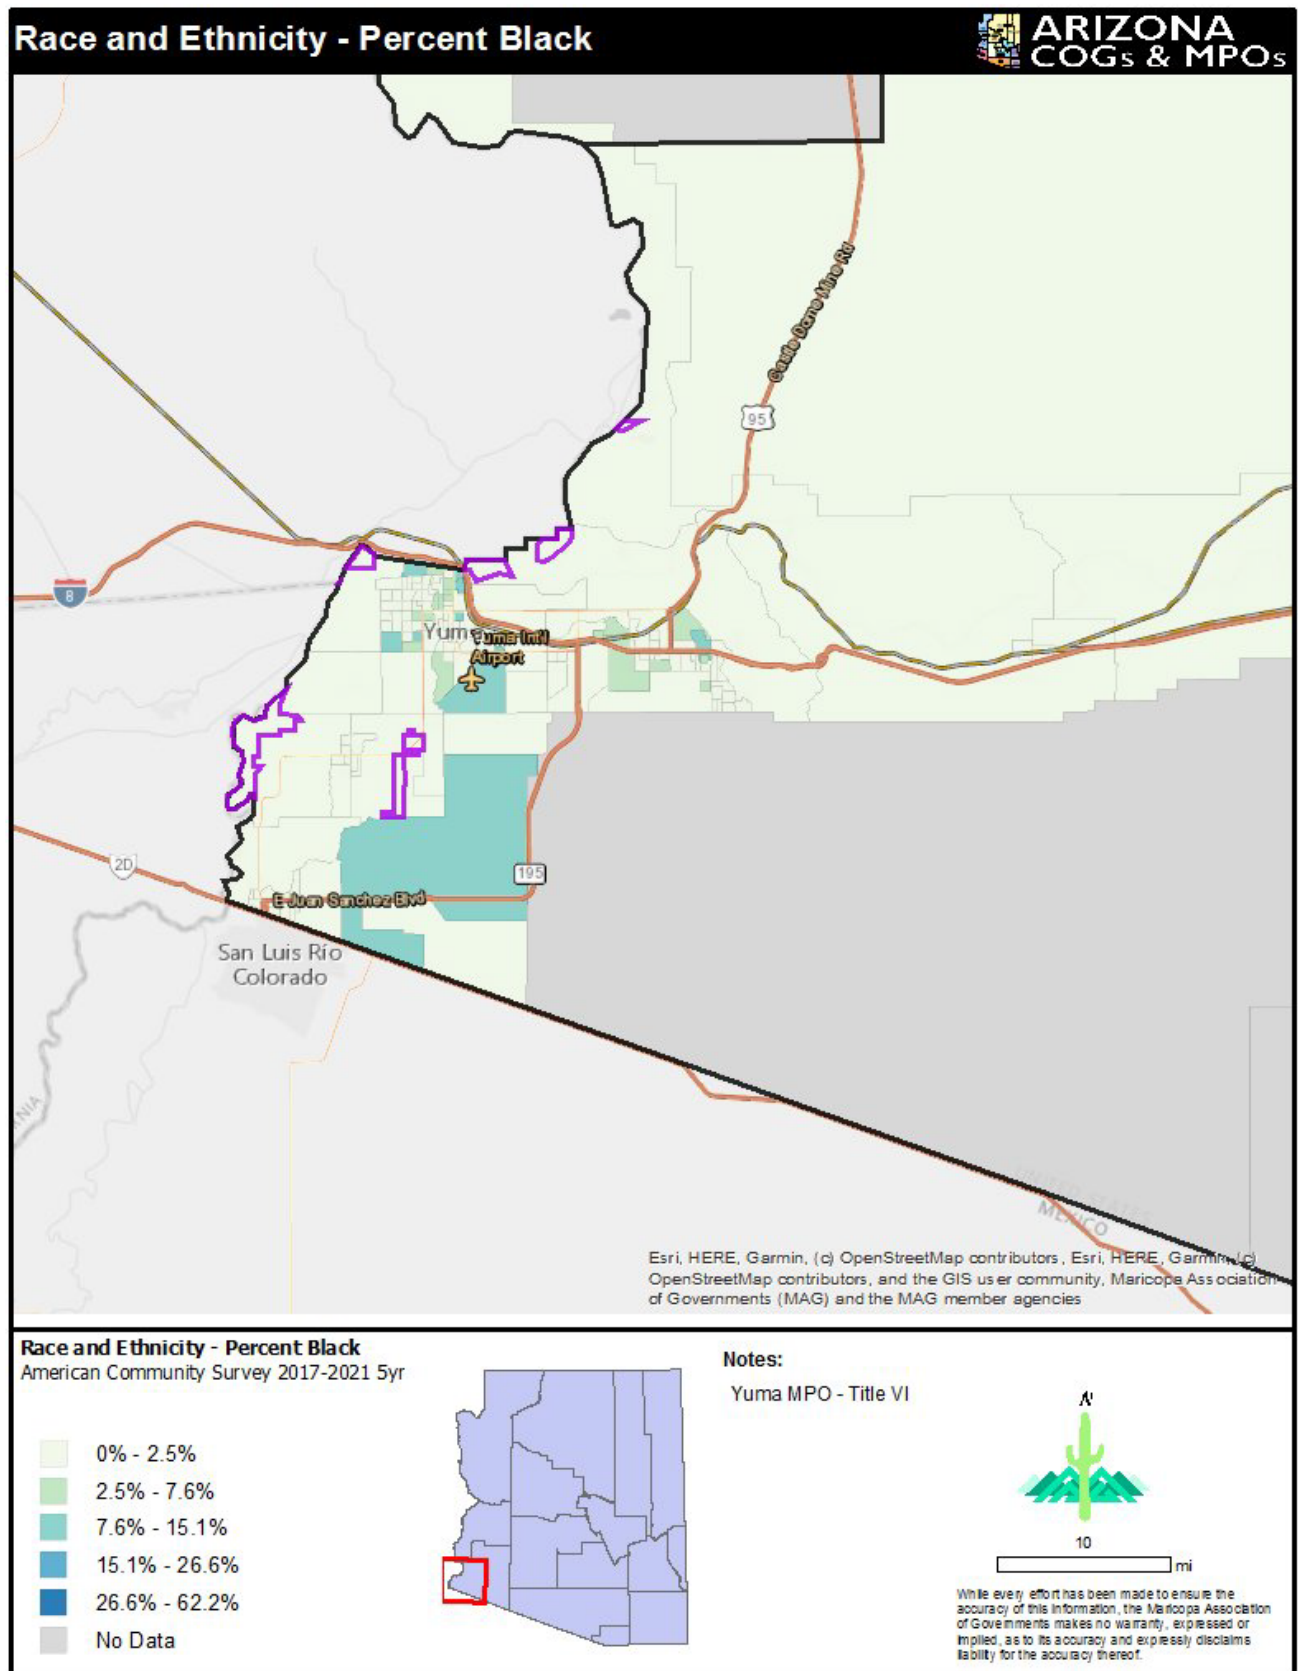 Race and Ethnicity - Percent Black
ARIZONA
COGs & MPOs
Castle Dome Mine Rd
95
8
Yuma
Yuma Int'l
Airport
2D
195
E Juan Sanchez Blvd
San Luis Río
Colorado
UNITED STATES
MEXICO
Esri, HERE, Garmin, (c) OpenStreetMap contributors, Esri, HERE, Garmin, (c)
OpenStreetMap contributors, and the GIS user community, Maricopa Association
of Governments (MAG) and the MAG member agencies
Race and Ethnicity - Percent Black
American Community Survey 2017-2021 5yr
0% - 2.5%
2.5% - 7.6%
7.6% - 15.1%
15.1% - 26.6%
26.6% - 62.2%
No Data
Notes:
Yuma MPO - Title VI
N
10
mi
While every effort has been made to ensure the
accuracy of this information, the Maricopa Association
of Governments makes no warranty, expressed or
implied, as to its accuracy and expressly disclaims
liability for the accuracy thereof.